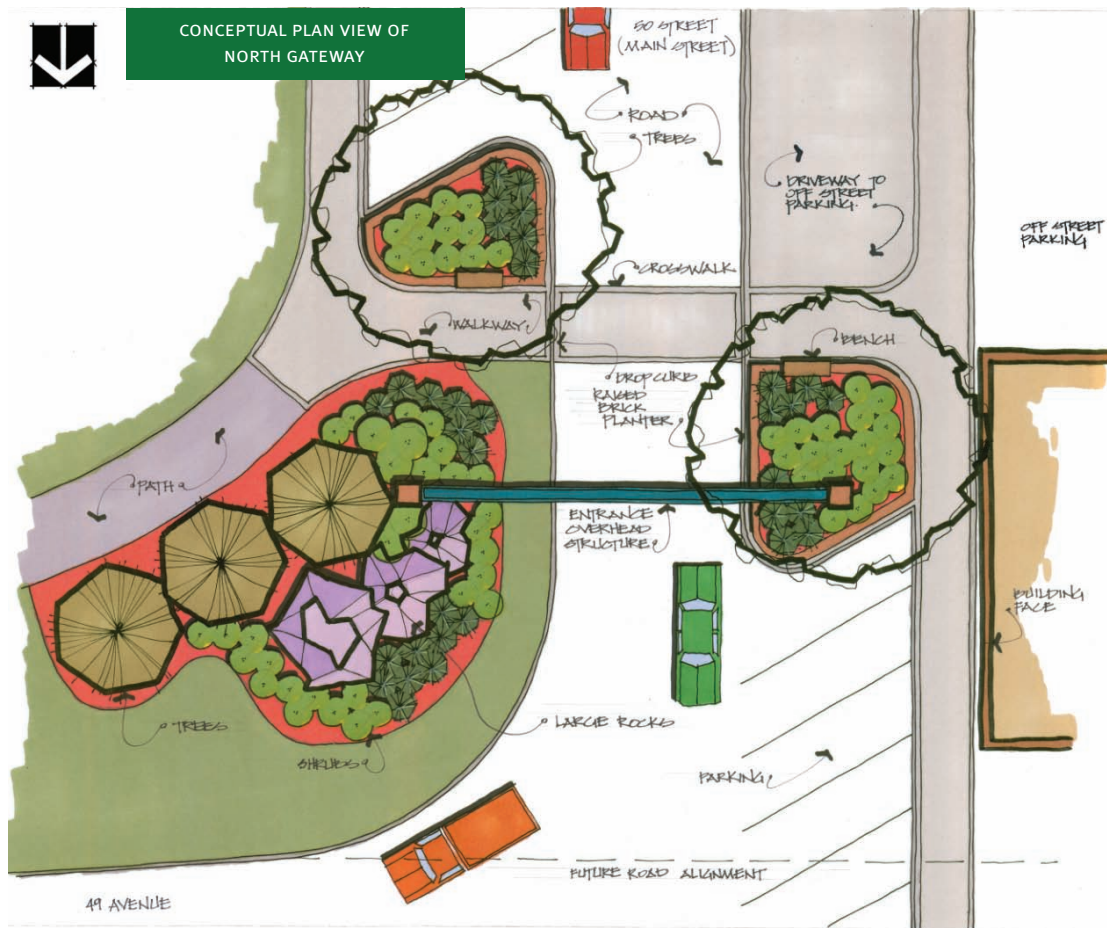 CONCEPTUAL PLAN VIEW OF
NORTH GATEWAY
50 STREET
(MAIN STREET)
ROAD
TREES
DRIVEWAY TO
OFF STREET
PARKING
OFF STREET
PARKING
CROSSWALK
WALKWAY
BENCH
DROP CURB
RAISED
BRICK
PLANTER
PATH
ENTRANCE
OVERHEAD
STRUCTURE
BUILDING
FACE
TREES
LARGE ROCKS
SHRUBS
PARKING
FUTURE ROAD ALIGNMENT
49 AVENUE